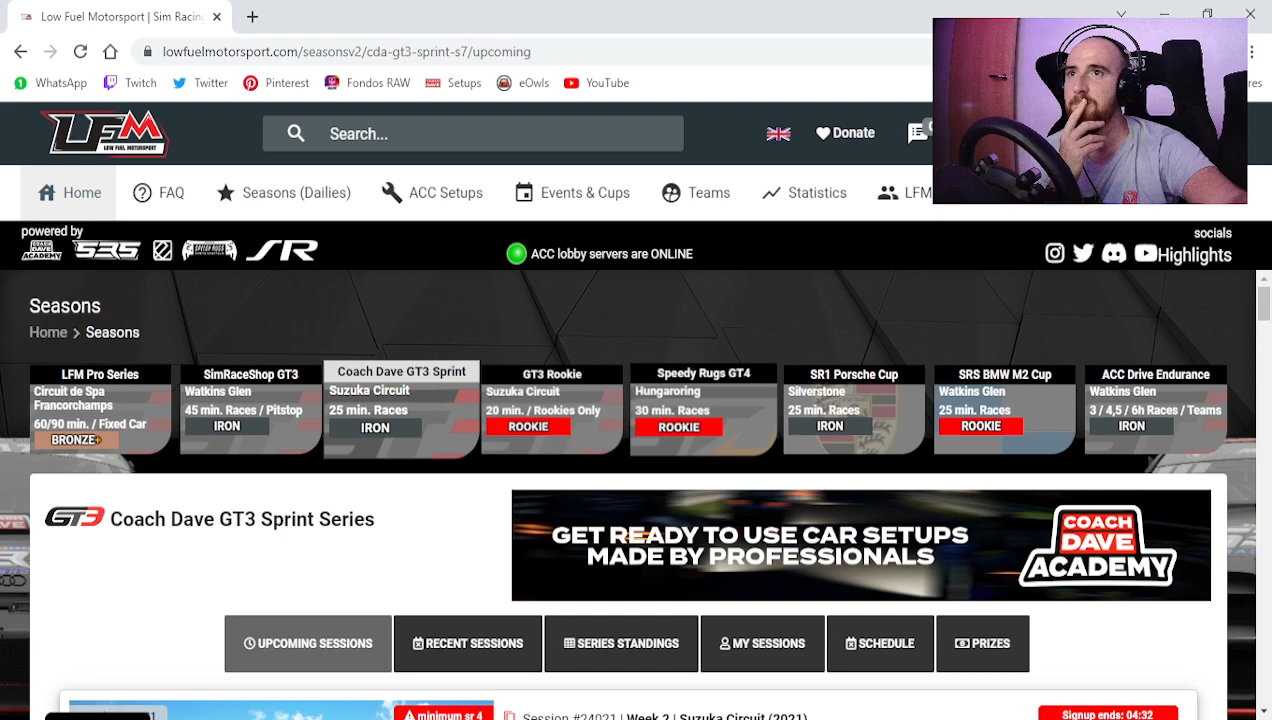 Low Fuel Motorsport | Sim Racing
lowfuelmotorsport.com/seasonsv2/cda-gt3-sprint-s7/upcoming
WhatsApp Twitch Twitter Pinterest Fondos RAW Setups eOwls YouTube
LFM
LOW FUEL MOTORSPORT
Search...
Donate
Home FAQ Seasons (Dailies) ACC Setups Events & Cups Teams Statistics LFM
powered by
COACH DAVE ACADEMY S35 SPEEDY RUGS SR
ACC lobby servers are ONLINE
socials
Highlights
Seasons
Home > Seasons
LFM Pro Series
Circuit de Spa
Francorchamps
60/90 min. / Fixed Car
BRONZE+
SimRaceShop GT3
Watkins Glen
45 min. Races / Pitstop
IRON
Coach Dave GT3 Sprint
Suzuka Circuit
25 min. Races
IRON
GT3 Rookie
Suzuka Circuit
20 min. / Rookies Only
ROOKIE
Speedy Rugs GT4
Hungaroring
30 min. Races
ROOKIE
SR1 Porsche Cup
Silverstone
25 min. Races
IRON
SRS BMW M2 Cup
Watkins Glen
25 min. Races
ROOKIE
ACC Drive Endurance
Watkins Glen
3 / 4,5 / 6h Races / Teams
IRON
GT3 Coach Dave GT3 Sprint Series
GET READY TO USE CAR SETUPS
MADE BY PROFESSIONALS
COACH
DAVE
ACADEMY
UPCOMING SESSIONS RECENT SESSIONS SERIES STANDINGS MY SESSIONS SCHEDULE PRIZES
minimum sr 4
Session #24021 | Week 2 | Suzuka Circuit (2021)
Signup ends: 04:32